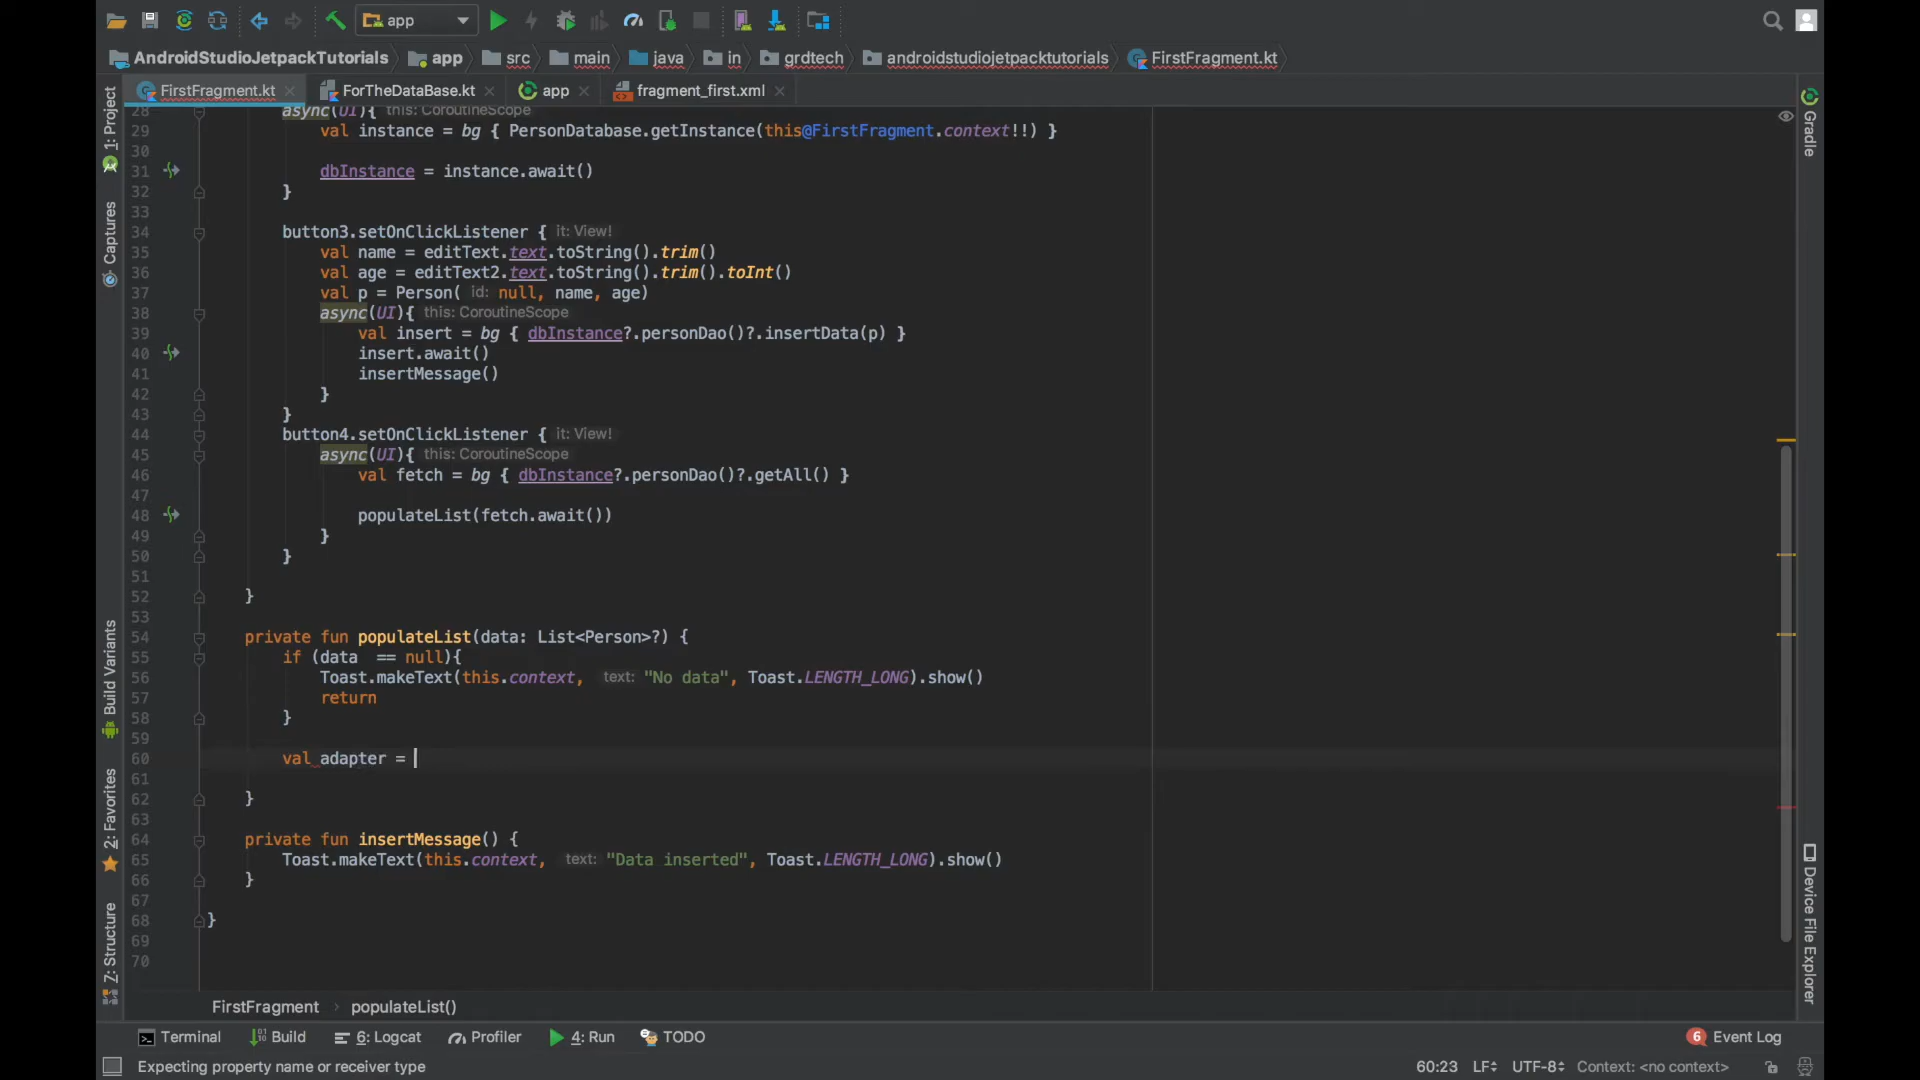 app
AndroidStudioJetpackTutorials app src main java in grdtech androidstudiojetpacktutorials FirstFragment.kt
FirstFragment.kt ForTheDataBase.kt app fragment_first.xml
1: Project
Captures
Build Variants
2: Favorites
Z: Structure
Gradle
Device File Explorer
28 async(UI){ this: CoroutineScope
29 val instance = bg { PersonDatabase.getInstance(this@FirstFragment.context!!) }
30
31 dbInstance = instance.await()
32 }
33
34 button3.setOnClickListener { it: View!
35 val name = editText.text.toString().trim()
36 val age = editText2.text.toString().trim().toInt()
37 val p = Person( id: null, name, age)
38 async(UI){ this: CoroutineScope
39 val insert = bg { dbInstance?.personDao()?.insertData(p) }
40 insert.await()
41 insertMessage()
42 }
43 }
44 button4.setOnClickListener { it: View!
45 async(UI){ this: CoroutineScope
46 val fetch = bg { dbInstance?.personDao()?.getAll() }
47
48 populateList(fetch.await())
49 }
50 }
51
52 }
53
54 private fun populateList(data: List<Person>?) {
55 if (data  == null){
56 Toast.makeText(this.context, text: "No data", Toast.LENGTH_LONG).show()
57 return
58 }
59
60 val adapter =
61
62 }
63
64 private fun insertMessage() {
65 Toast.makeText(this.context, text: "Data inserted", Toast.LENGTH_LONG).show()
66 }
67
68 }
69
70
FirstFragment › populateList()
Terminal Build 6: Logcat Profiler 4: Run TODO 6 Event Log
Expecting property name or receiver type 60:23 LF UTF-8 Context: <no context>